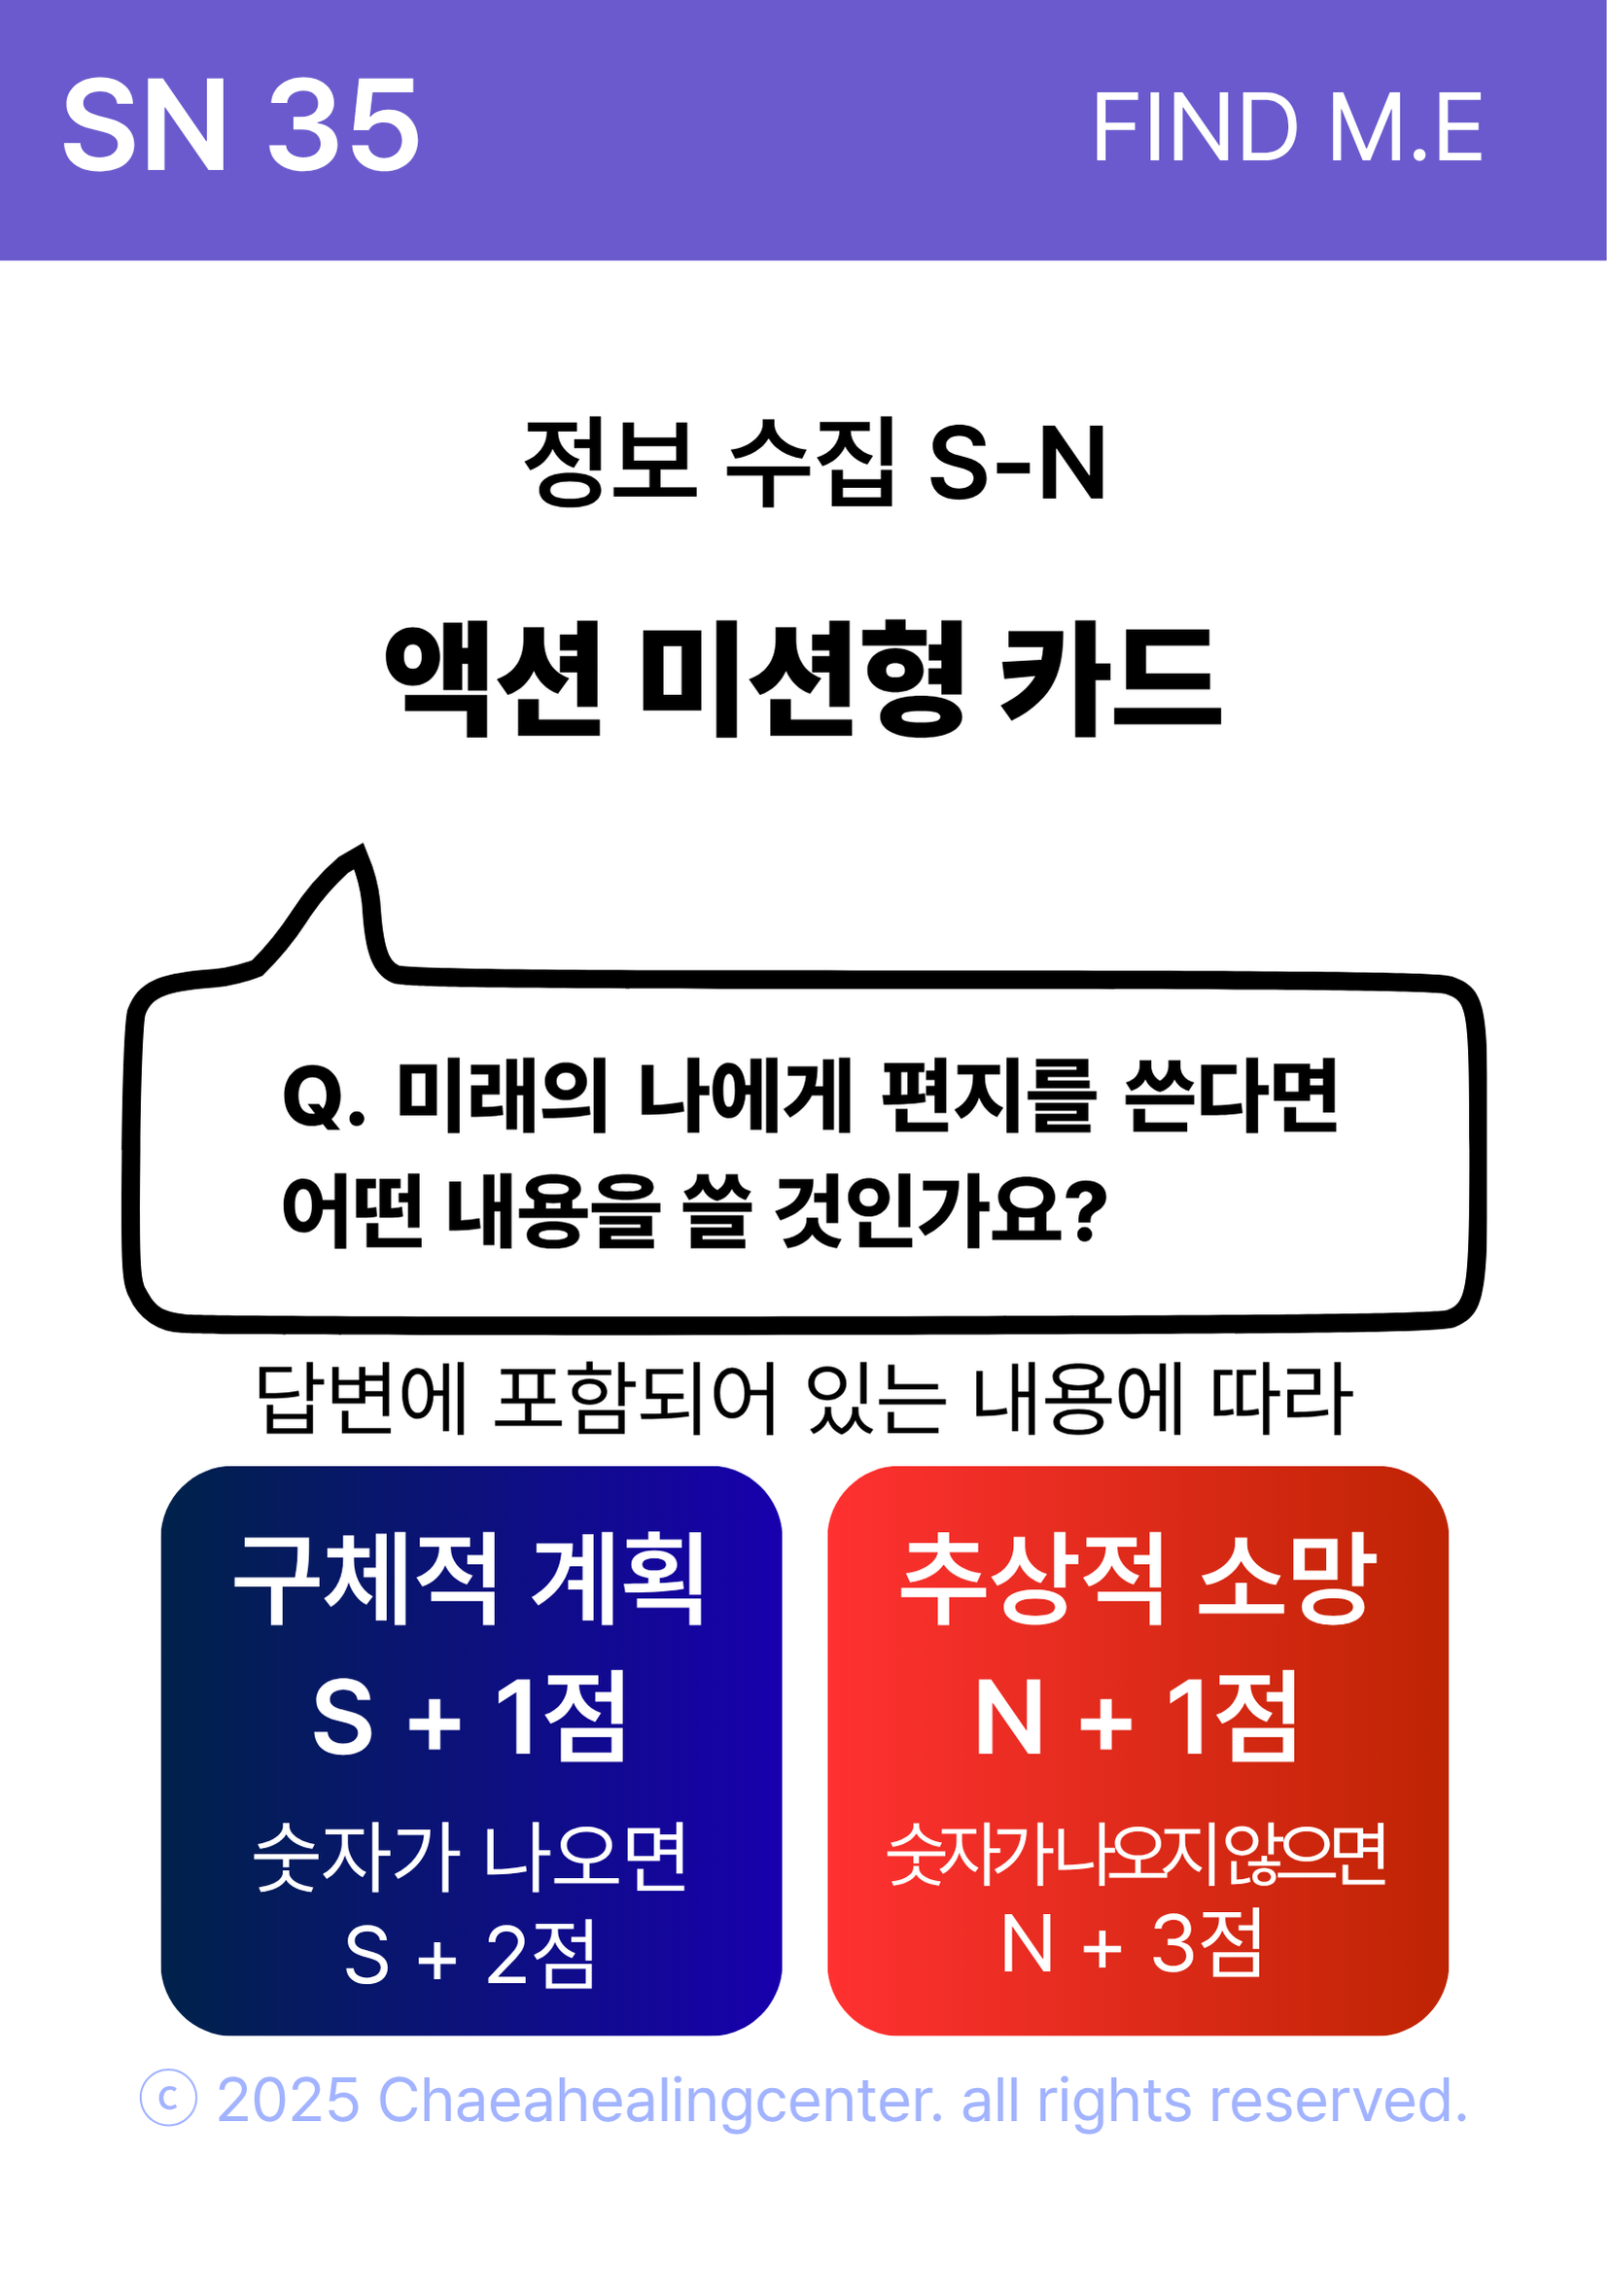 SN 35
FIND M.E
정보 수집 S-N
액션 미션형 카드
Q. 미래의 나에게 편지를 쓴다면
어떤 내용을 쓸 것인가요?
답변에 포함되어 있는 내용에 따라
구체적 계획
S + 1점
숫자가 나오면
S + 2점
추상적 소망
N + 1점
숫자가나오지않으면
N + 3점
ⓒ 2025 Chaeahealingcenter. all rights reserved.